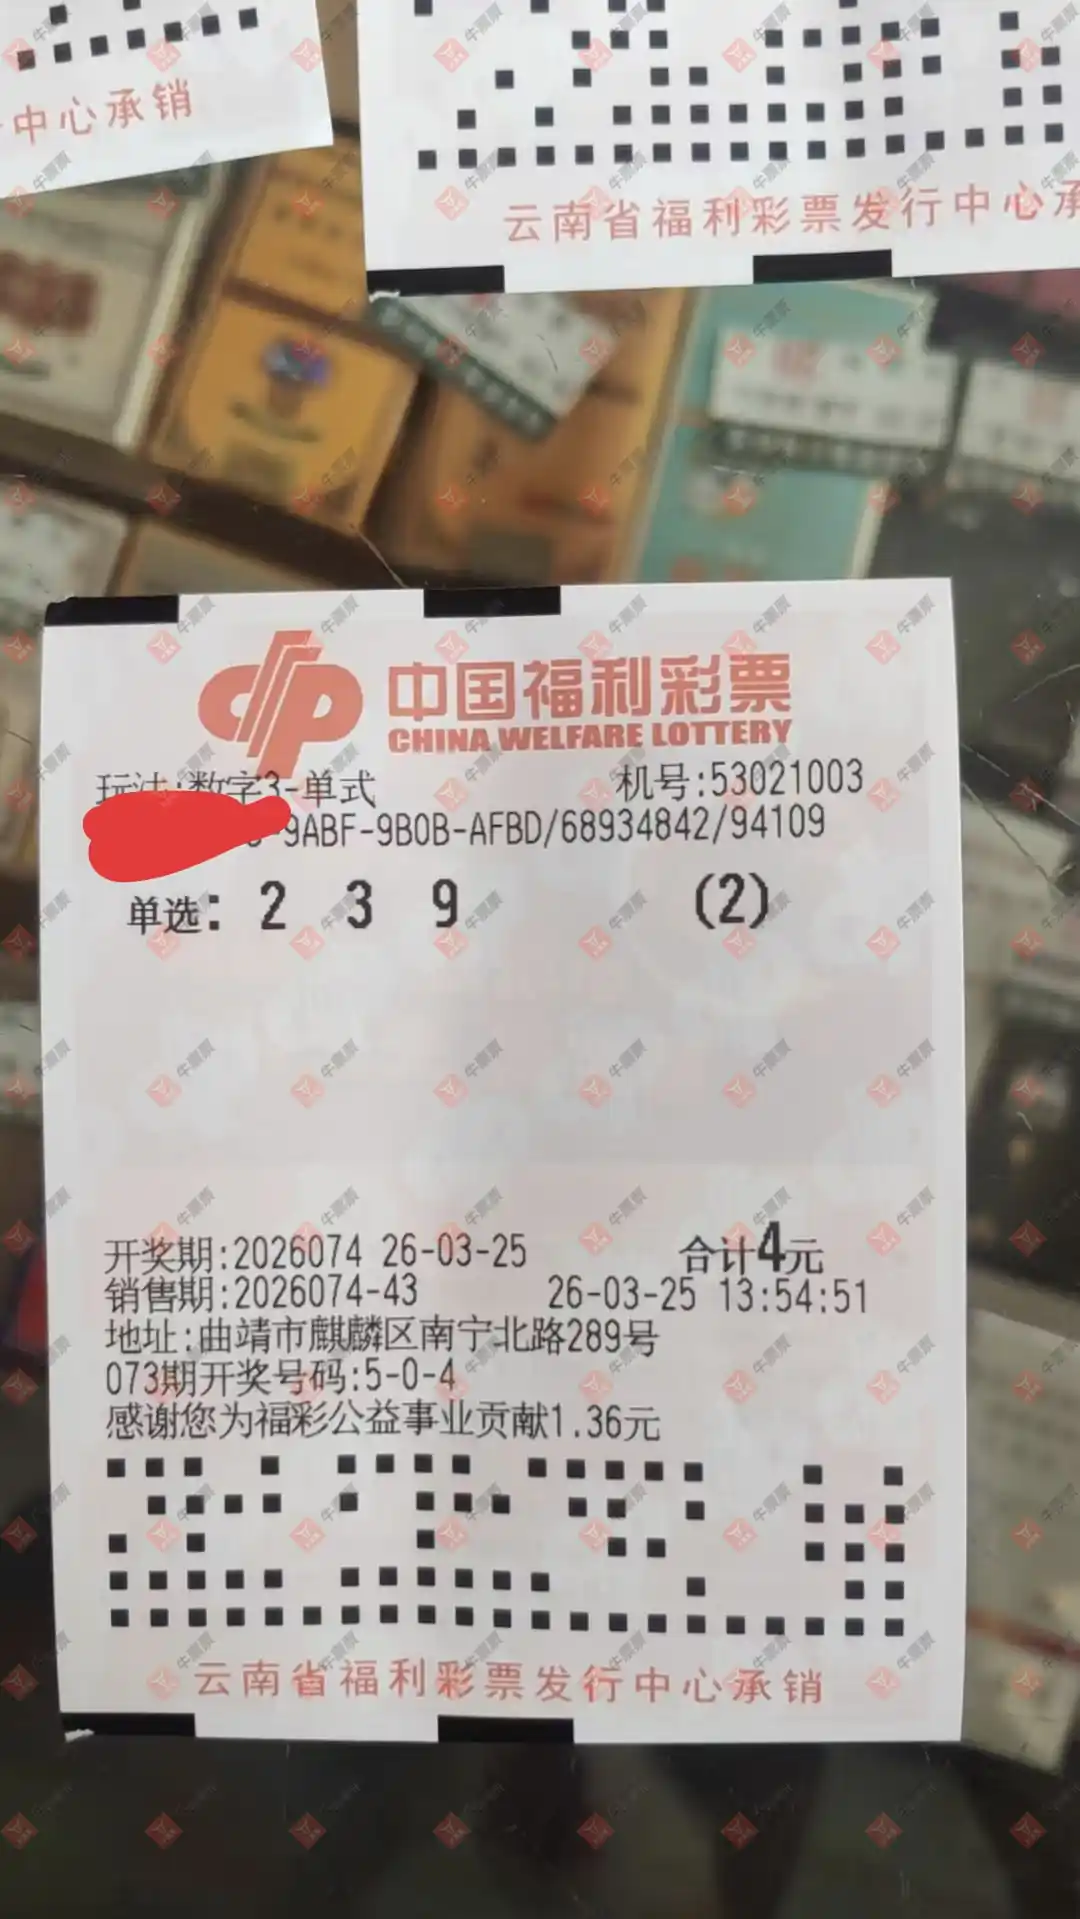 中心承销
云南省福利彩票发行中心承
中国福利彩票
CHINA WELFARE LOTTERY
玩法:数字3-单式 机号:53021003
9ABF-9B0B-AFBD/68934842/94109
单选: 2 3 9 (2)
开奖期:2026074 26-03-25 合计4元
销售期:2026074-43 26-03-25 13:54:51
地址:曲靖市麒麟区南宁北路289号
073期开奖号码:5-0-4
感谢您为福彩公益事业贡献1.36元
云南省福利彩票发行中心承销
牛票票